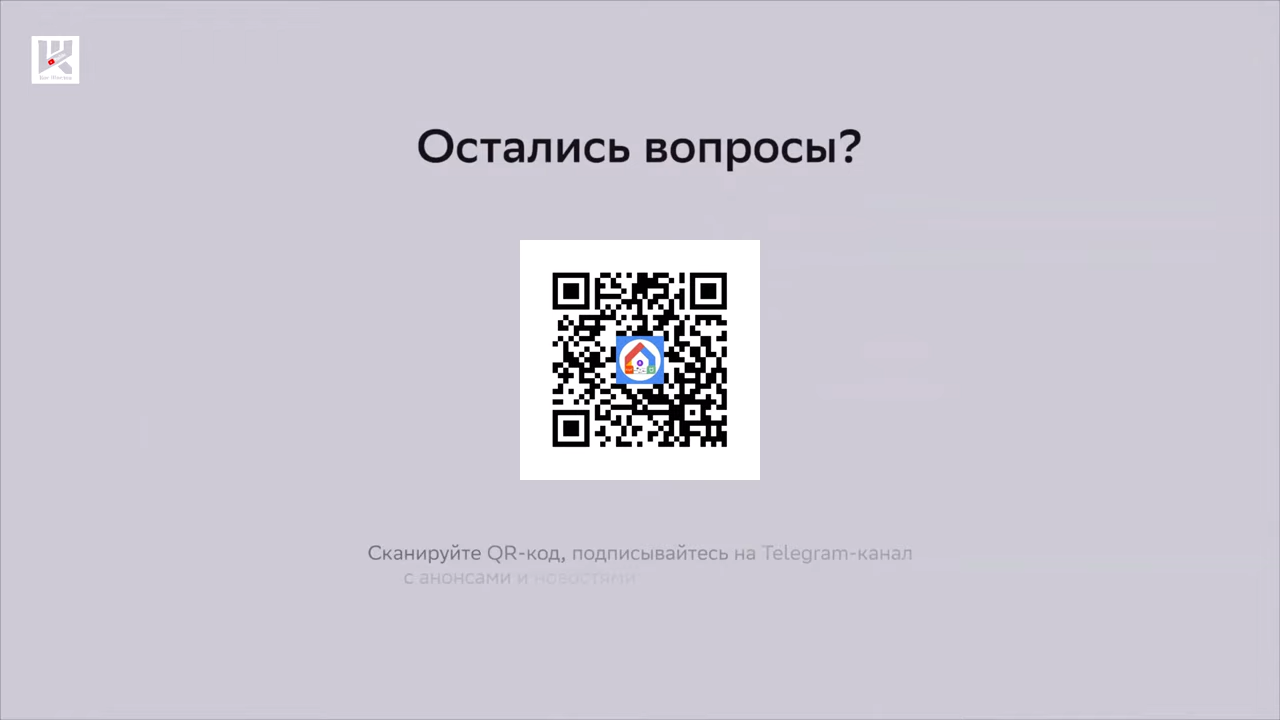 Остались вопросы?
Сканируйте QR-код, подписывайтесь на Telegram-канал
с анонсами и новостями